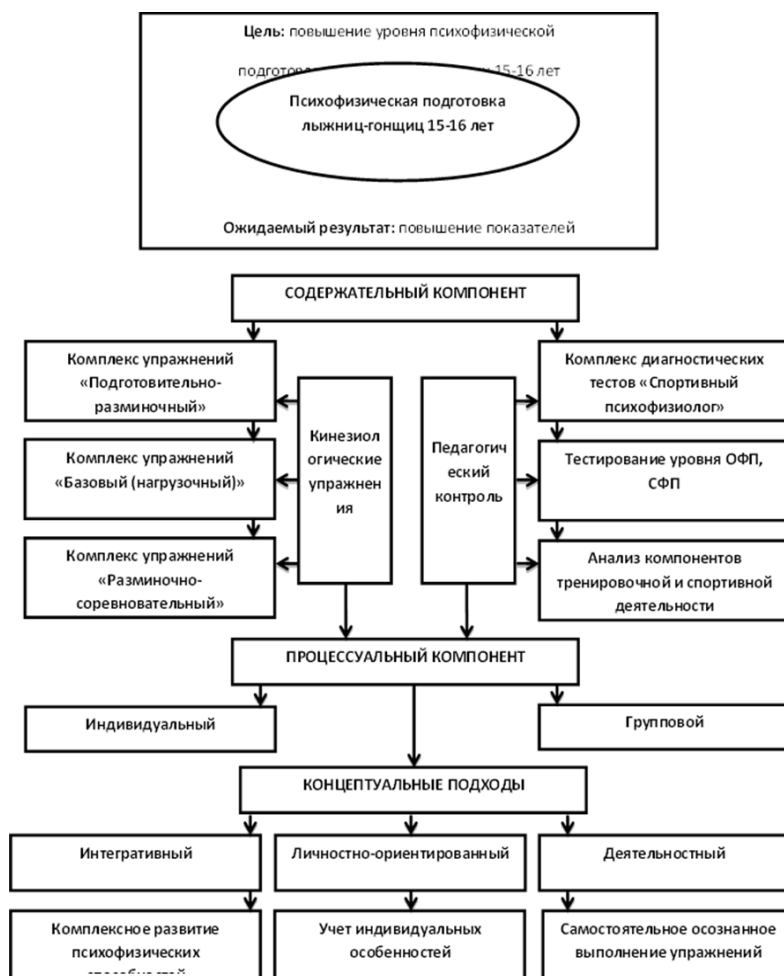 Цель: повышение уровня психофизической
15-16 лет
Психофизическая подготовка
лыжниц-гонщиц 15-16 лет
Ожидаемый результат: повышение показателей
СОДЕРЖАТЕЛЬНЫЙ КОМПОНЕНТ
Комплекс упражнений
«Подготовительно-
разминочный»
Комплекс упражнений
«Базовый (нагрузочный)»
Комплекс упражнений
«Разминочно-
соревновательный»
Кинезиол
огические
упражнен
ия
Педагогич
еский
контроль
Комплекс диагностических
тестов «Спортивный
психофизиолог»
Тестирование уровня ОФП,
СФП
Анализ компонентов
тренировочной и спортивной
деятельности
ПРОЦЕССУАЛЬНЫЙ КОМПОНЕНТ
Индивидуальный
Групповой
КОНЦЕПТУАЛЬНЫЕ ПОДХОДЫ
Интегративный
Личностно-ориентированный
Деятельностный
Комплексное развитие
психофизических
Учет индивидуальных
особенностей
Самостоятельное осознанное
выполнение упражнений